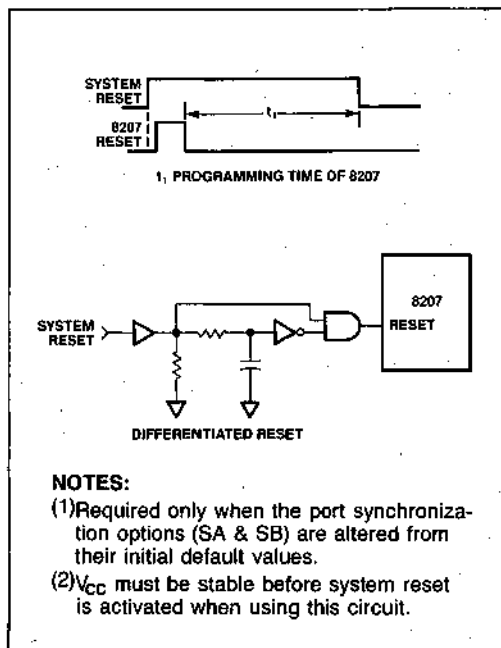 SYSTEM
RESET
t₁
8207
RESET
t₁ PROGRAMMING TIME OF 8207
8207
RESET
SYSTEM
RESET
DIFFERENTIATED RESET
NOTES:
(1)Required only when the port synchroniza-
tion options (SA & SB) are altered from
their initial default values.
(2)VCC must be stable before system reset
is activated when using this circuit.